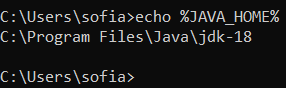 C:\Users\sofia>echo %JAVA_HOME%
C:\Program Files\Java\jdk-18
C:\Users\sofia>